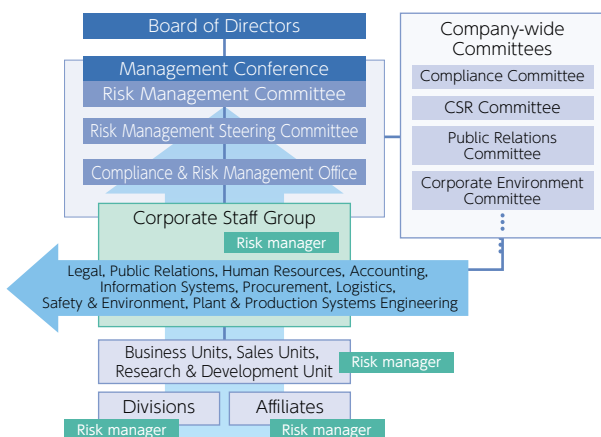 Board of Directors
Management Conference
Risk Management Committee
Risk Management Steering Committee
Compliance & Risk Management Office
Company-wide
Committees
Compliance Committee
CSR Committee
Public Relations
Committee
Corporate Environment
Committee
Corporate Staff Group
Risk manager
Legal, Public Relations, Human Resources, Accounting,
Information Systems, Procurement, Logistics,
Safety & Environment, Plant & Production Systems Engineering
Business Units, Sales Units,
Research & Development Unit
Risk manager
Divisions
Risk manager
Affiliates
Risk manager